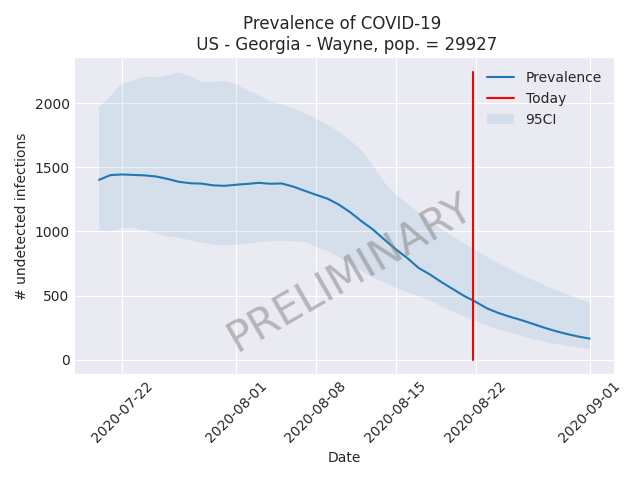 Prevalence of COVID-19
US - Georgia - Wayne, pop. = 29927
Prevalence
Today
95CI
2000
1500
1000
500
0
# undetected infections
PRELIMINARY
2020-07-22
2020-08-01
2020-08-08
2020-08-15
2020-08-22
2020-09-01
Date